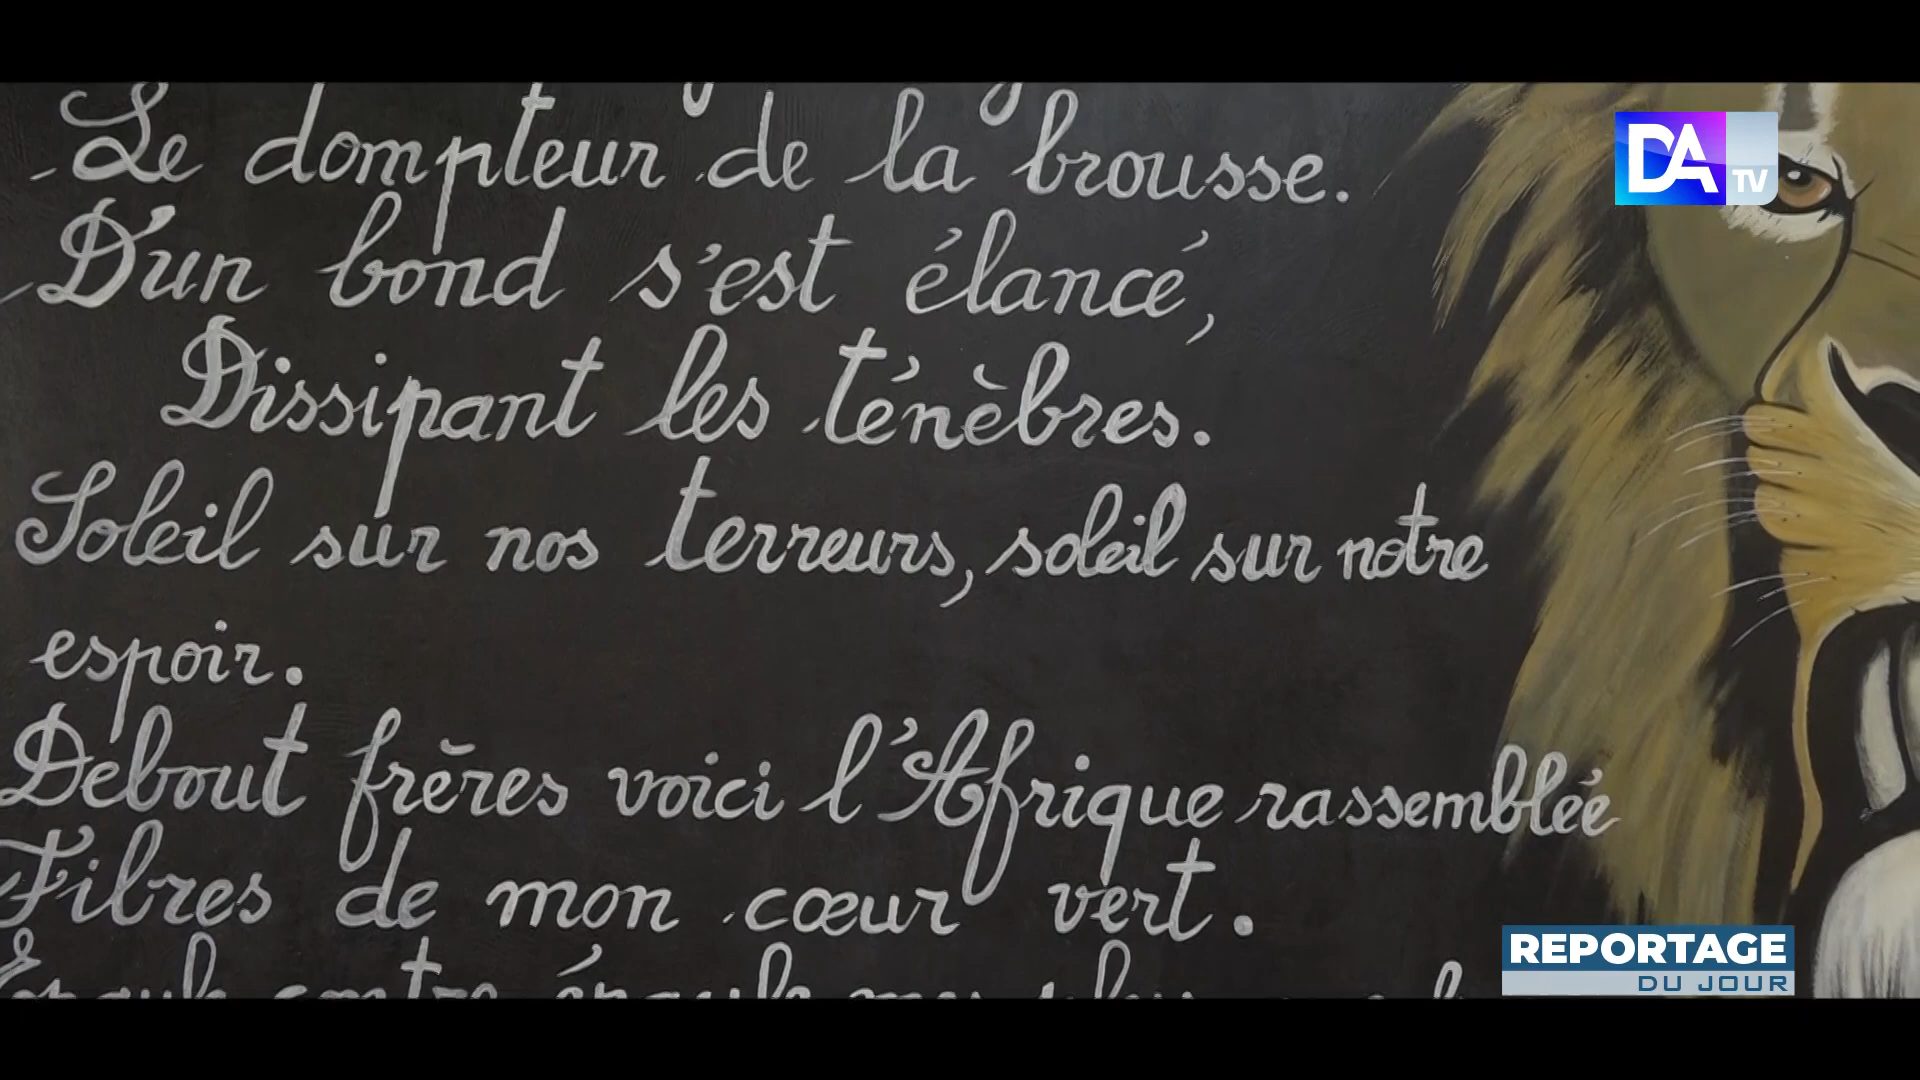 Le dompteur de la brousse.
D'un bond s'est élancé,
Dissipant les ténèbres.
Soleil sur nos terreurs, soleil sur notre
espoir.
Debout frères voici l'Afrique rassemblée
Fibres de mon cœur vert.
DA TV
REPORTAGE
DU JOUR